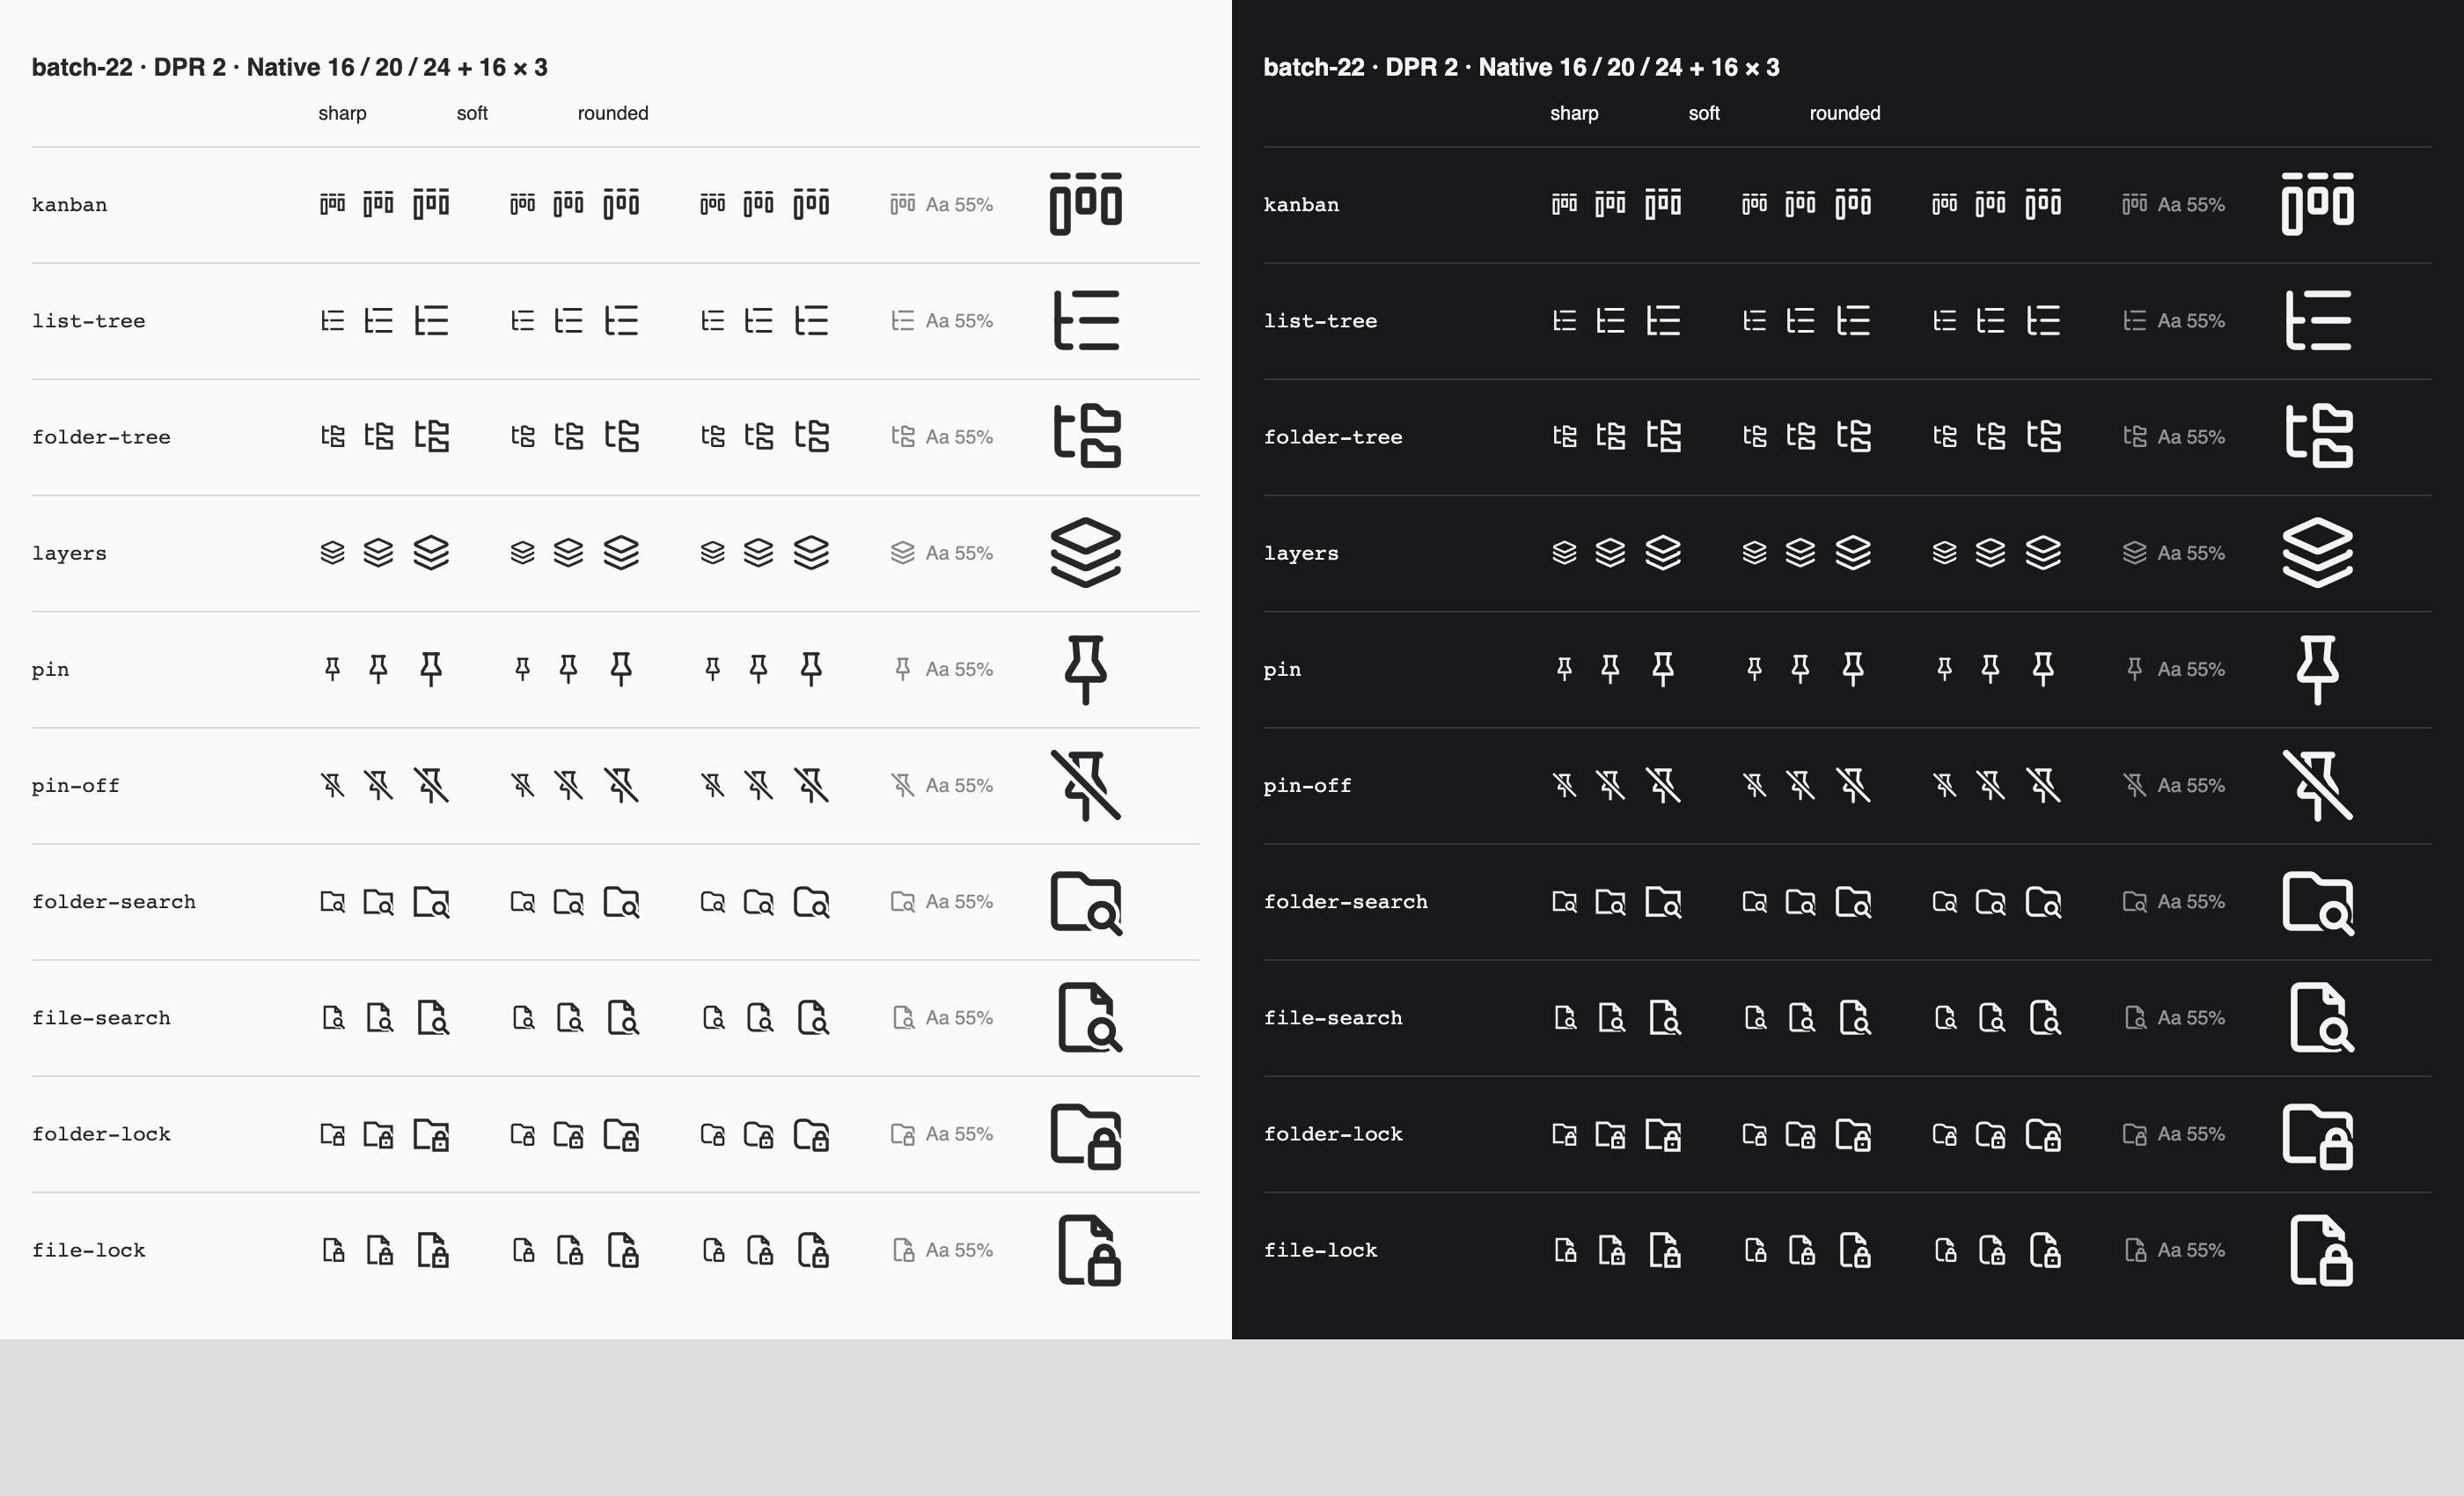 batch-22 · DPR 2 · Native 16 / 20 / 24 + 16 × 3
sharp soft rounded
kanban Aa 55%
list-tree Aa 55%
folder-tree Aa 55%
layers Aa 55%
pin Aa 55%
pin-off Aa 55%
folder-search Aa 55%
file-search Aa 55%
folder-lock Aa 55%
file-lock Aa 55%
batch-22 · DPR 2 · Native 16 / 20 / 24 + 16 × 3
sharp soft rounded
kanban Aa 55%
list-tree Aa 55%
folder-tree Aa 55%
layers Aa 55%
pin Aa 55%
pin-off Aa 55%
folder-search Aa 55%
file-search Aa 55%
folder-lock Aa 55%
file-lock Aa 55%